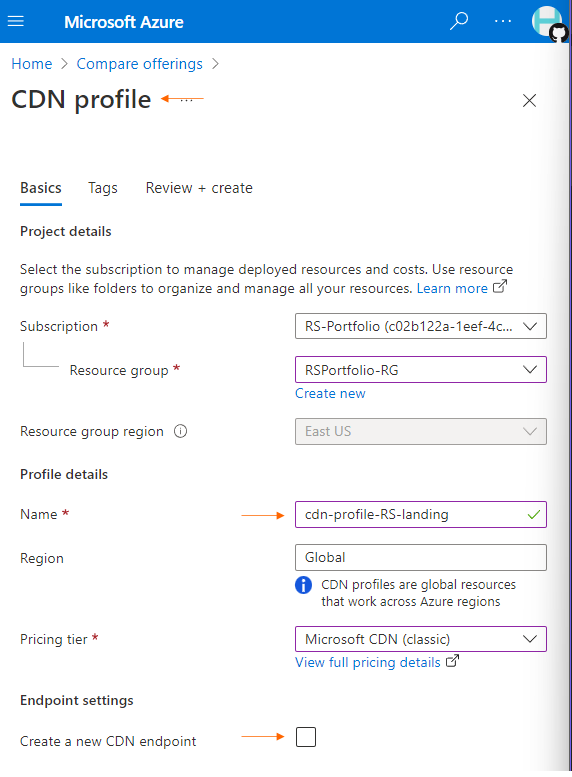 Microsoft Azure
Home > Compare offerings >
CDN profile ...
Basics Tags Review + create
Project details
Select the subscription to manage deployed resources and costs. Use resource
groups like folders to organize and manage all your resources. Learn more
Subscription * RS-Portfolio (c02b122a-1eef-4c...
Resource group * RSPortfolio-RG
Create new
Resource group region East US
Profile details
Name * cdn-profile-RS-landing
Region Global
CDN profiles are global resources
that work across Azure regions
Pricing tier * Microsoft CDN (classic)
View full pricing details
Endpoint settings
Create a new CDN endpoint